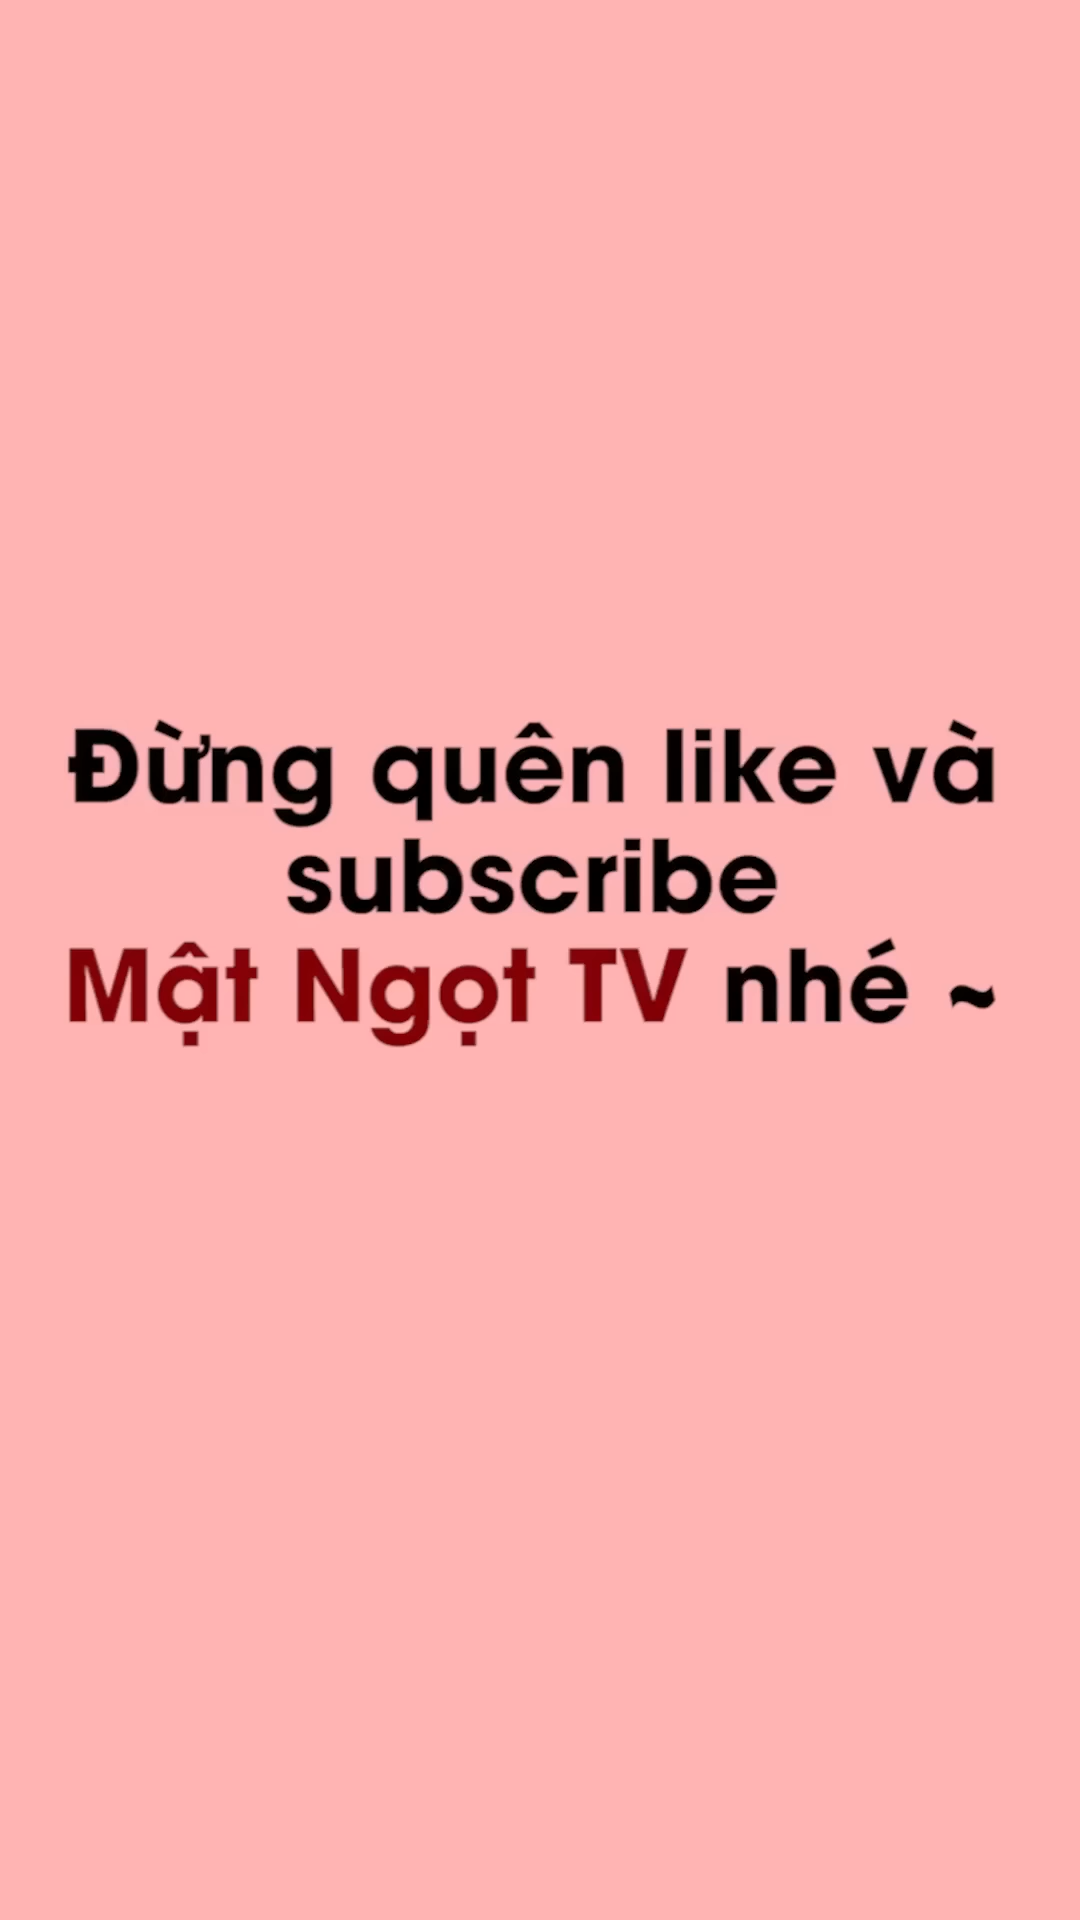 Đừng quên like và
subscribe
Mật Ngọt TV nhé ~